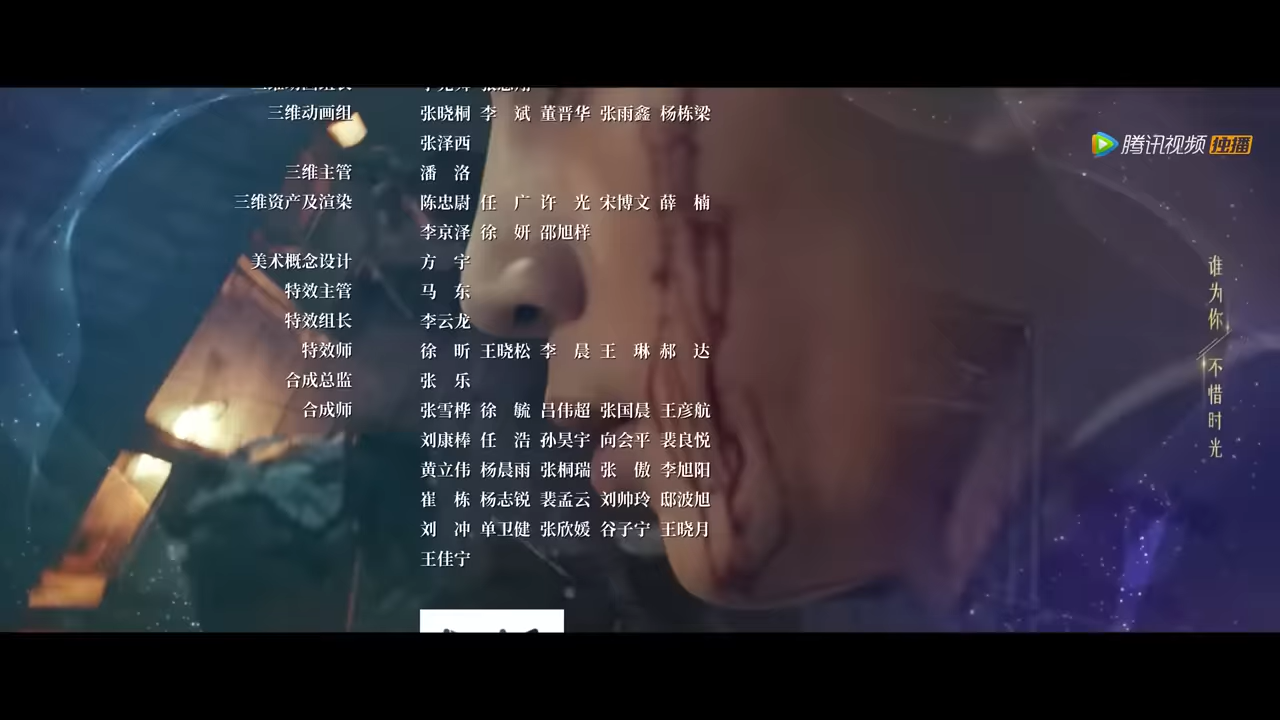 三维动画组 张晓桐 李 斌 董晋华 张雨鑫 杨栋梁
张泽西
三维主管 潘 洛
三维资产及渲染 陈忠尉 任 广 许 光 宋博文 薛 楠
李京泽 徐 妍 邵旭样
美术概念设计 方 宇
特效主管 马 东
特效组长 李云龙
特效师 徐 昕 王晓松 李 晨 王 琳 郝 达
合成总监 张 乐
合成师 张雪桦 徐 毓 吕伟超 张国晨 王彦航
刘康棒 任 浩 孙昊宇 向会平 裴良悦
黄立伟 杨晨雨 张桐瑞 张 傲 李旭阳
崔 栋 杨志锐 裴孟云 刘帅玲 邸波旭
刘 冲 单卫健 张欣媛 谷子宁 王晓月
王佳宁
腾讯视频 独播
谁为你
不惜时光